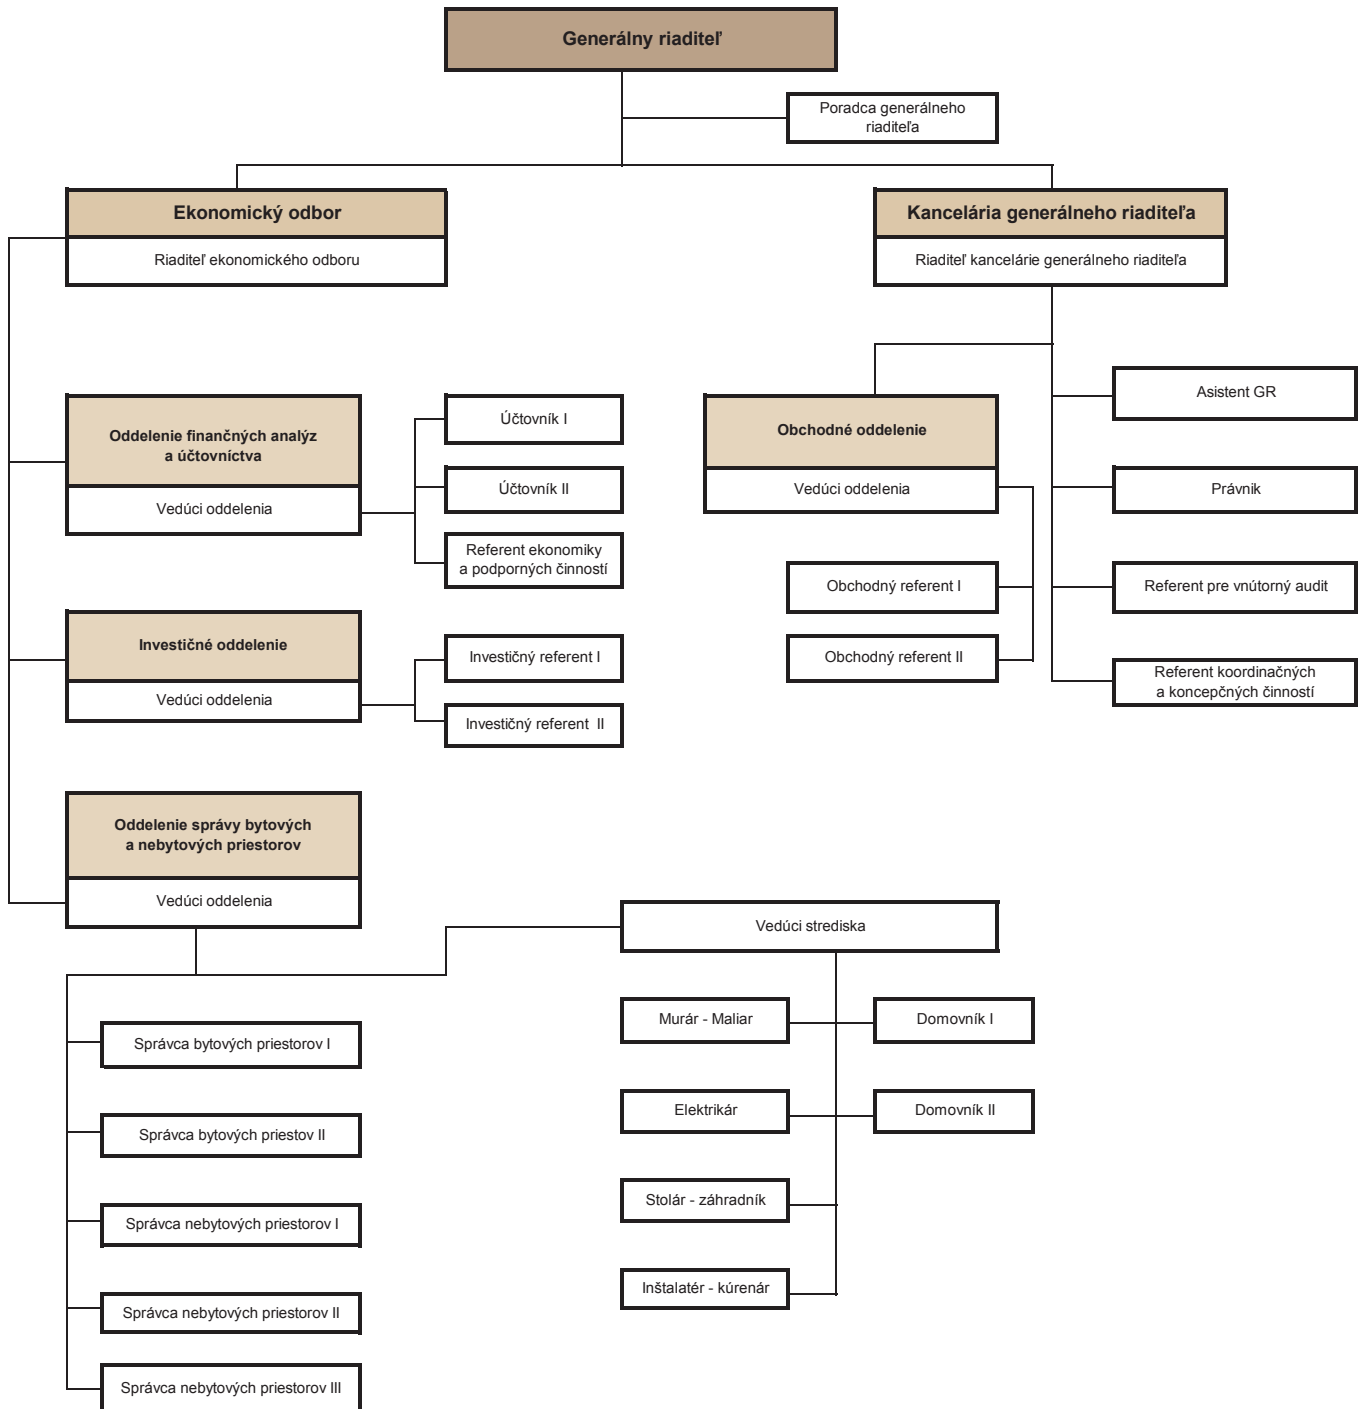 Generálny riaditeľ
Poradca generálneho
riaditeľa
Ekonomický odbor
Riaditeľ ekonomického odboru
Kancelária generálneho riaditeľa
Riaditeľ kancelárie generálneho riaditeľa
Oddelenie finančných analýz
a účtovníctva
Vedúci oddelenia
Účtovník I
Účtovník II
Referent ekonomiky
a podporných činností
Obchodné oddelenie
Vedúci oddelenia
Obchodný referent I
Obchodný referent II
Asistent GR
Právnik
Referent pre vnútorný audit
Referent koordinačných
a koncepčných činností
Investičné oddelenie
Vedúci oddelenia
Investičný referent I
Investičný referent II
Oddelenie správy bytových
a nebytových priestorov
Vedúci oddelenia
Správca bytových priestorov I
Správca bytových priestov II
Správca nebytových priestorov I
Správca nebytových priestorov II
Správca nebytových priestorov III
Vedúci strediska
Murár - Maliar
Domovník I
Elektrikár
Domovník II
Stolár - záhradník
Inštalatér - kúrenár